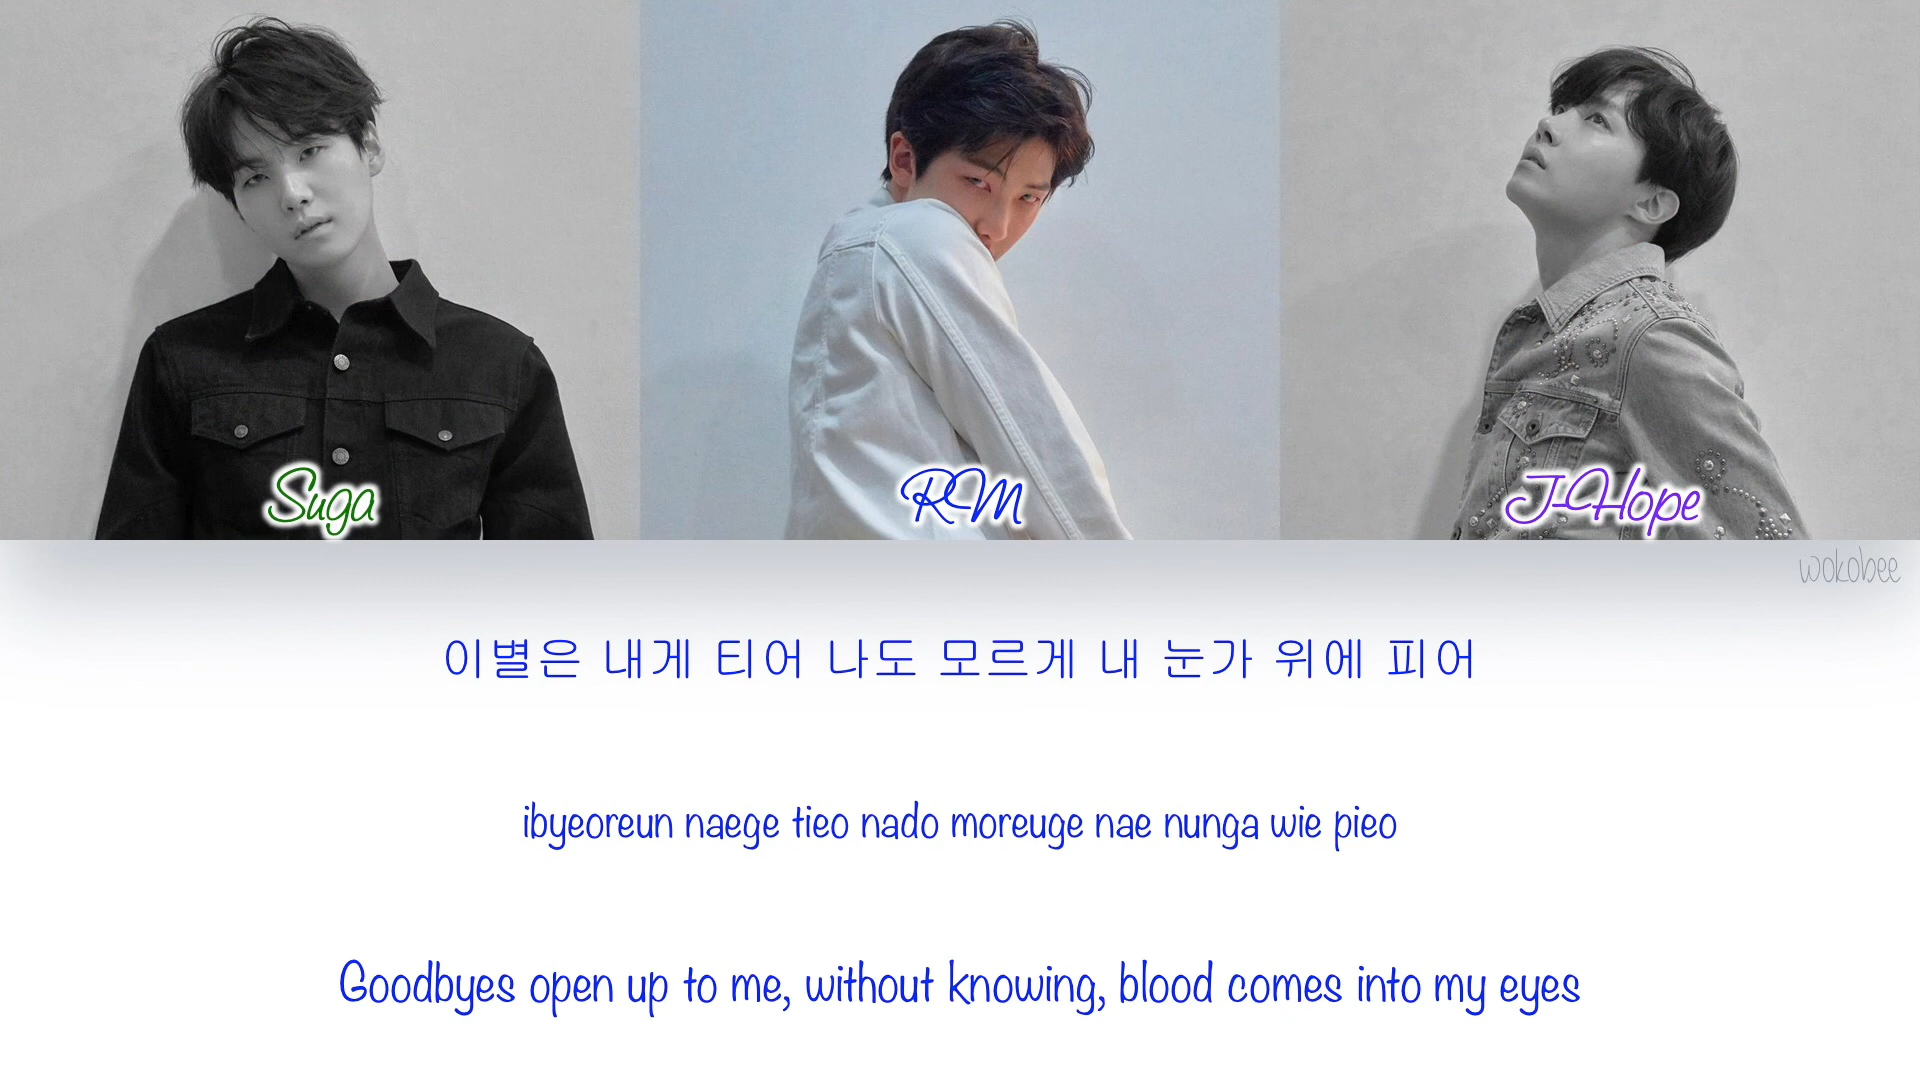 Suga
RM
J-Hope
wokobee
이별은 내게 티어 나도 모르게 내 눈가 위에 피어
ibyeoreun naege tieo nado moreuge nae nunga wie pieo
Goodbyes open up to me, without knowing, blood comes into my eyes